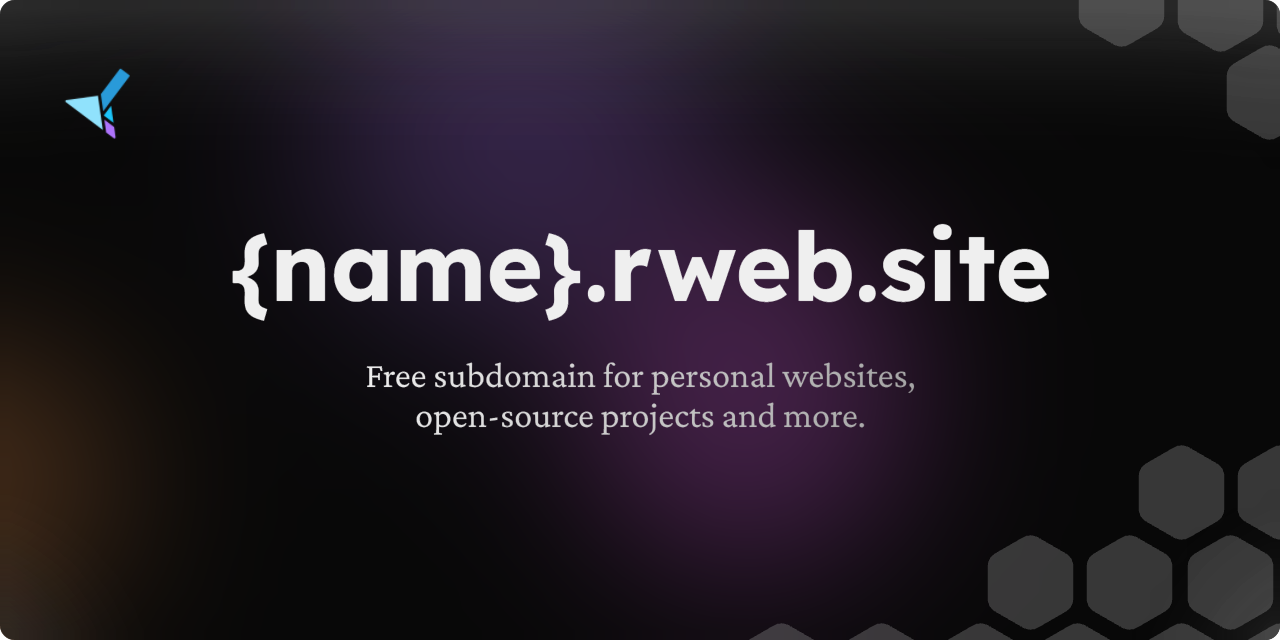 {name}.rweb.site
Free subdomain for personal websites,
open-source projects and more.